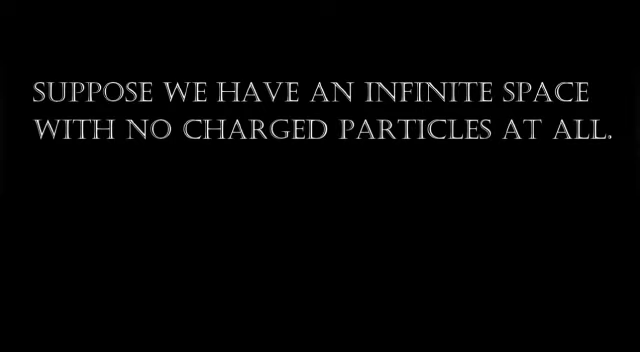 SUPPOSE WE HAVE AN INFINITE SPACE
WITH NO CHARGED PARTICLES AT ALL.